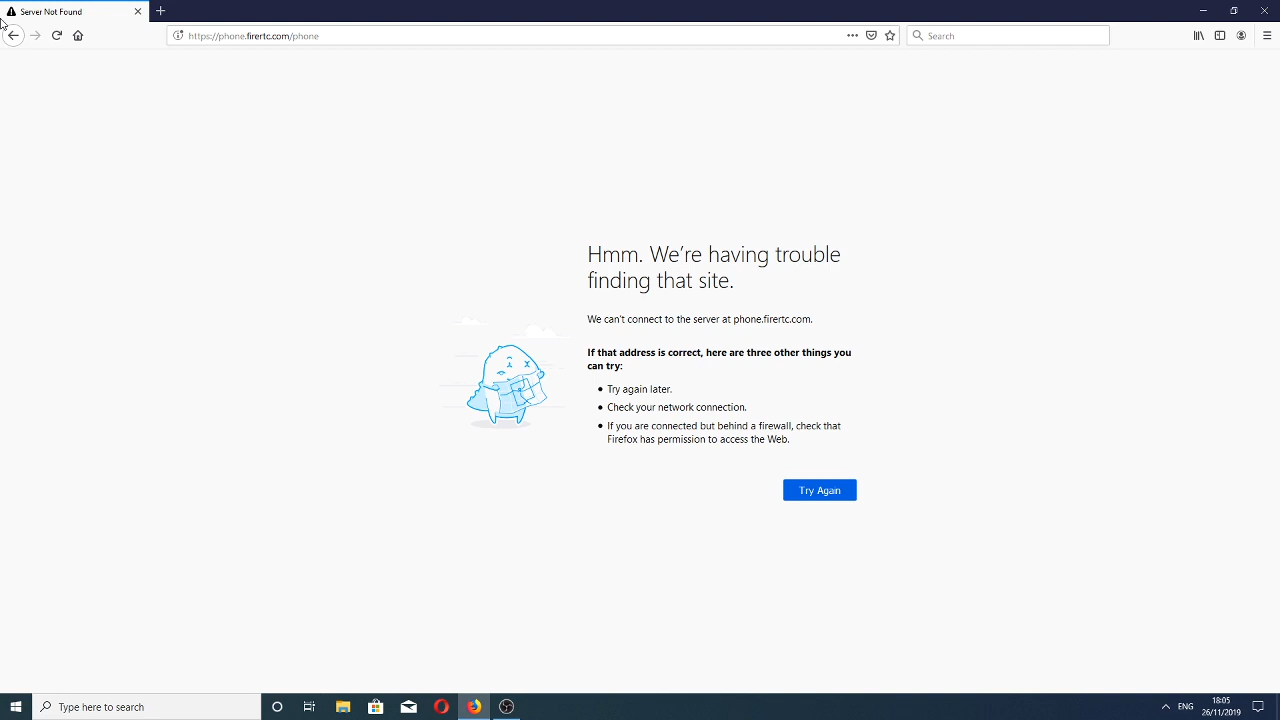 Server Not Found
https://phone.firertc.com/phone
Search
Hmm. We're having trouble
finding that site.
We can't connect to the server at phone.firertc.com.
If that address is correct, here are three other things you
can try:
Try again later.
Check your network connection.
If you are connected but behind a firewall, check that
Firefox has permission to access the Web.
Try Again
Type here to search
ENG
18:05
26/11/2019